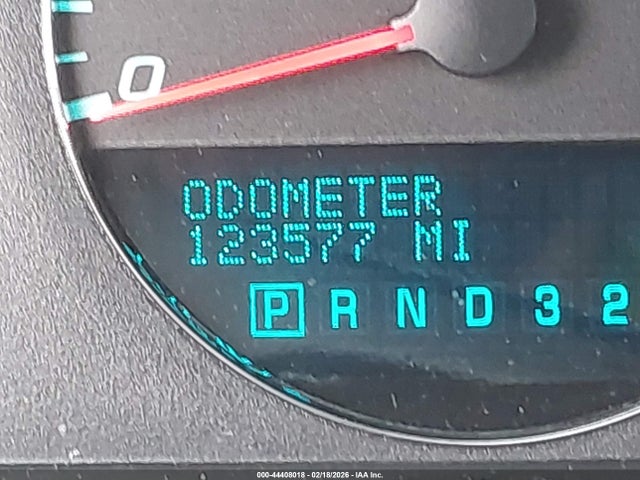 0
ODOMETER
123577 MI
P R N D 3 2
000-44408018 - 02/18/2026 - IAA Inc.